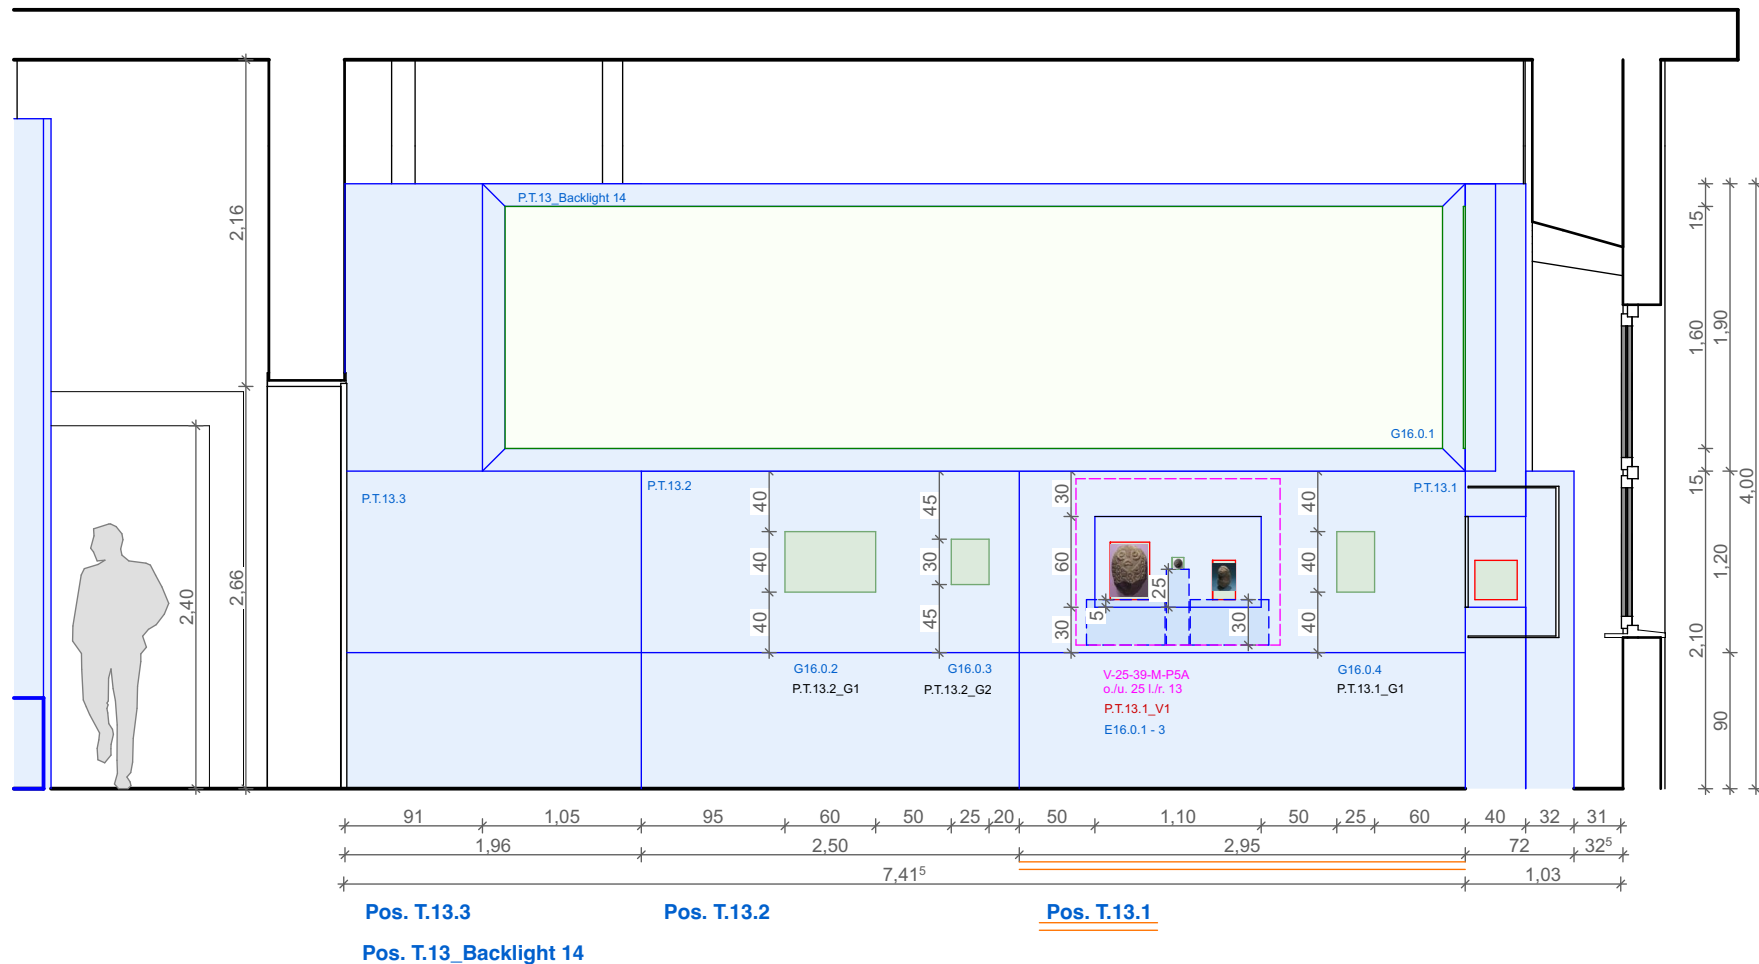 P.T.13_Backlight 14
2,16
15
1,60
1,90
4,00
G16.0.1
15
P.T.13.3
P.T.13.2
P.T.13.1
40
45
30
40
40
30
60
40
1,20
25
5
2,40
2,66
40
45
30
30
40
2,10
G16.0.2
P.T.13.2_G1
G16.0.3
P.T.13.2_G2
V-25-39-M-P5A
o./u. 25 l./r. 13
P.T.13.1_V1
E16.0.1 - 3
G16.0.4
P.T.13.1_G1
90
91 1,05 95 60 50 25 20 50 1,10 50 25 60 40 32 31
1,96 2,50 2,95 72 32⁵
7,41⁵ 1,03
Pos. T.13.3 Pos. T.13.2 Pos. T.13.1
Pos. T.13_Backlight 14